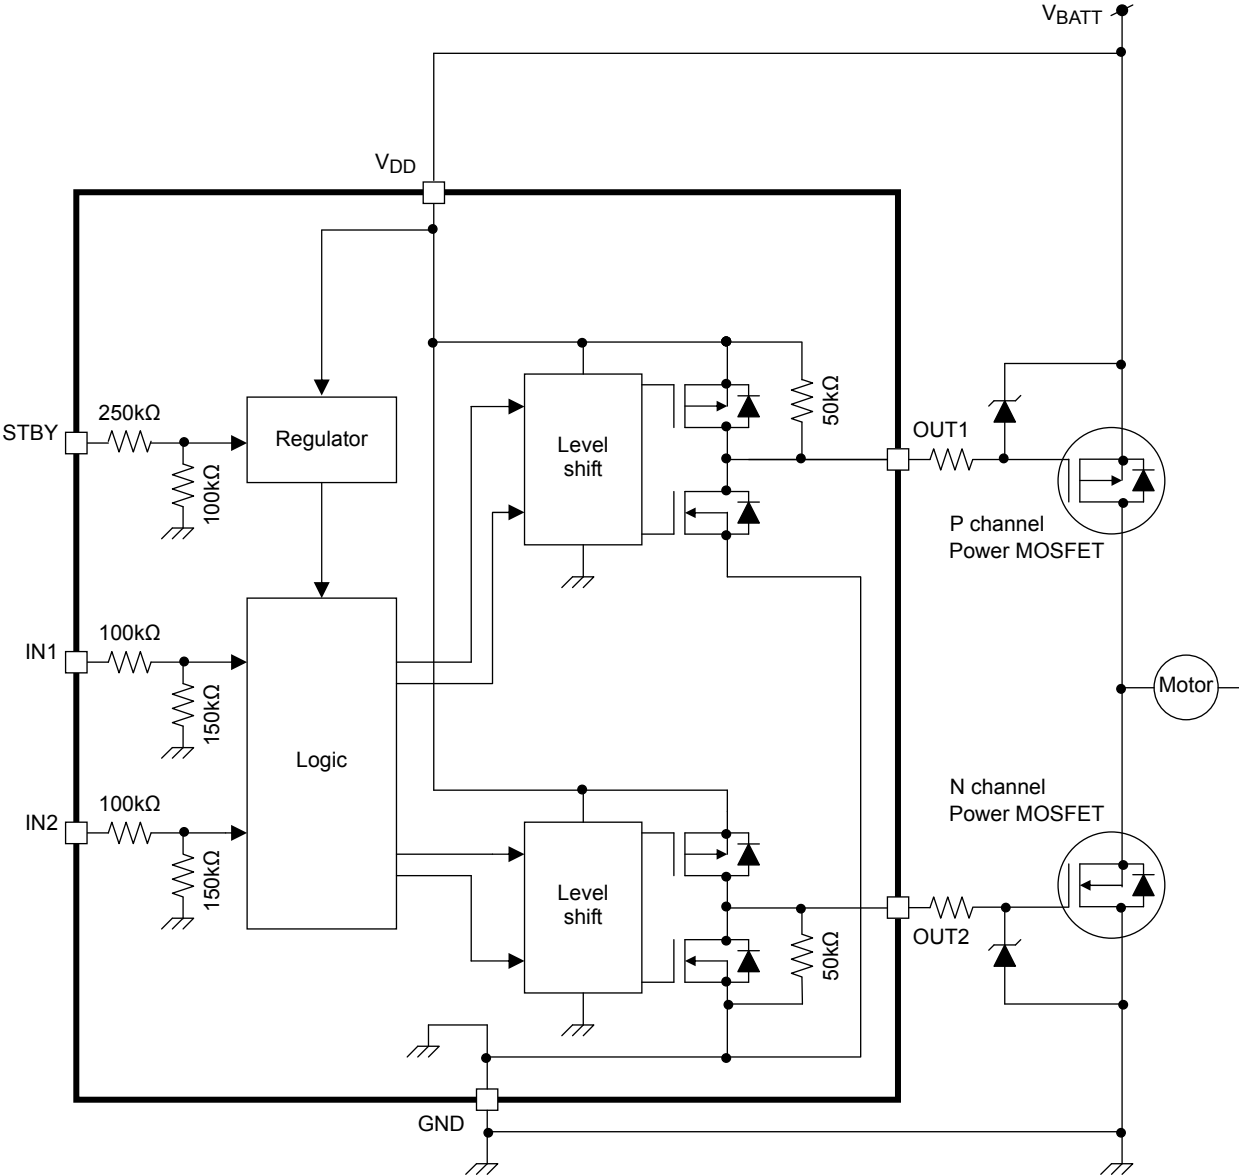 VBATT
VDD
250kΩ
STBY
100kΩ
Regulator
Level
shift
50kΩ
OUT1
P channel
Power MOSFET
100kΩ
IN1
150kΩ
Motor
Logic
100kΩ
IN2
150kΩ
N channel
Power MOSFET
Level
shift
50kΩ
OUT2
GND